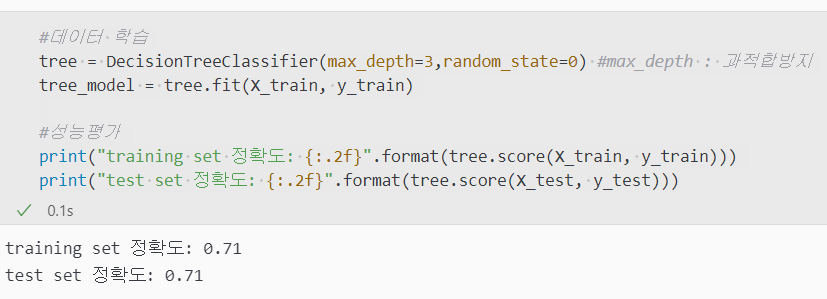 #데이터 학습
tree = DecisionTreeClassifier(max_depth=3,random_state=0) #max_depth : 과적합방지
tree_model = tree.fit(X_train, y_train)
#성능평가
print("training set 정확도: {:.2f}".format(tree.score(X_train, y_train)))
print("test set 정확도: {:.2f}".format(tree.score(X_test, y_test)))
0.1s
training set 정확도: 0.71
test set 정확도: 0.71